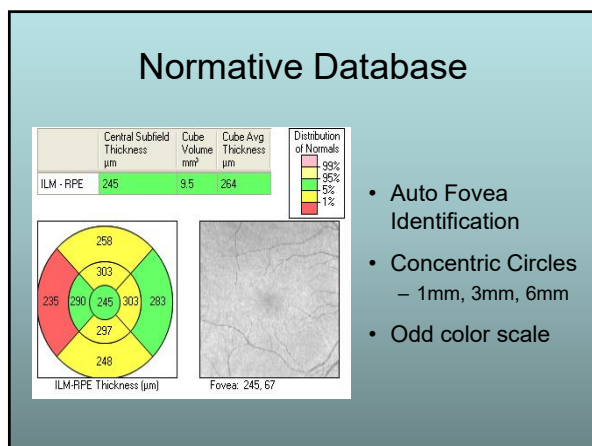 Normative Database
Central Subfield Thickness µm
Cube Volume mm³
Cube Avg Thickness µm
ILM - RPE 245 9.5 264
Distribution of Normals
99%
95%
5%
1%
258
303
235 290 245 303 283
297
248
ILM-RPE Thickness (µm)
Fovea: 245, 67
• Auto Fovea
Identification
• Concentric Circles
– 1mm, 3mm, 6mm
• Odd color scale